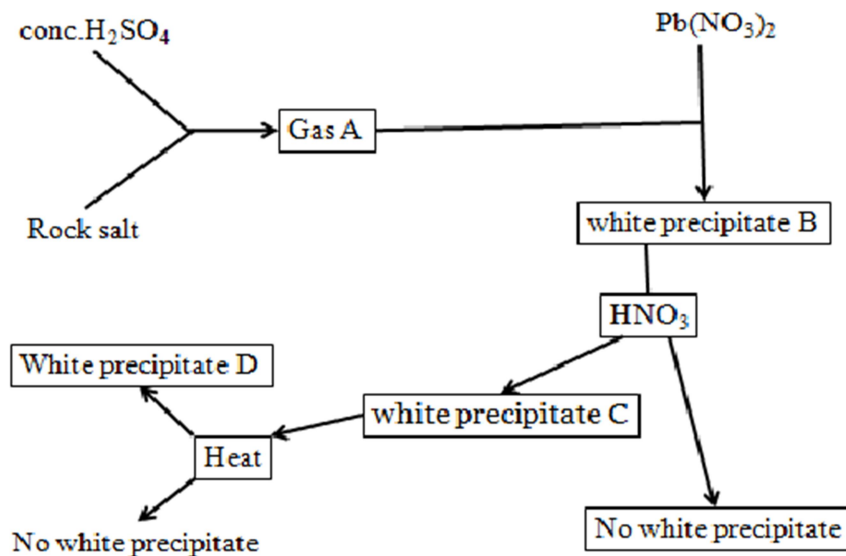 conc.H₂SO₄
Pb(NO₃)₂
Gas A
Rock salt
white precipitate B
HNO₃
White precipitate D
white precipitate C
Heat
No white precipitate
No white precipitate